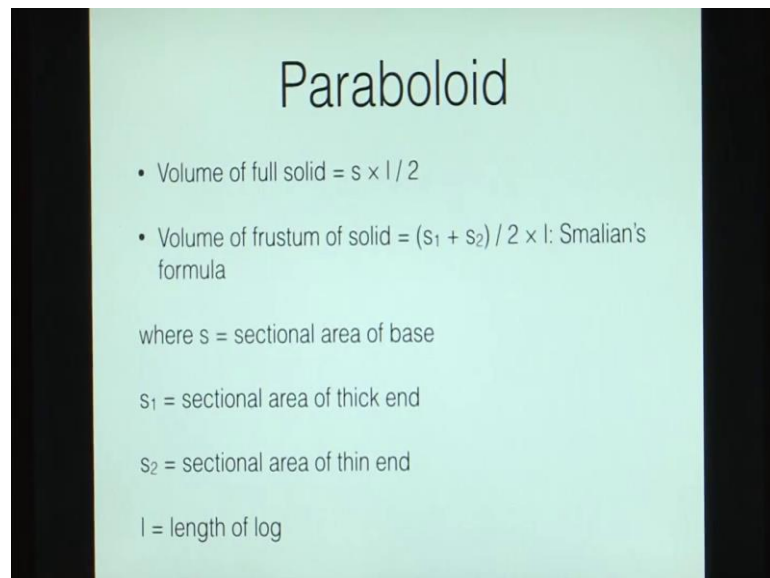 Paraboloid
• Volume of full solid = s x l / 2
• Volume of frustum of solid = (s₁ + s₂) / 2 × l: Smalian's
formula
where s = sectional area of base
s₁ = sectional area of thick end
s₂ = sectional area of thin end
l = length of log